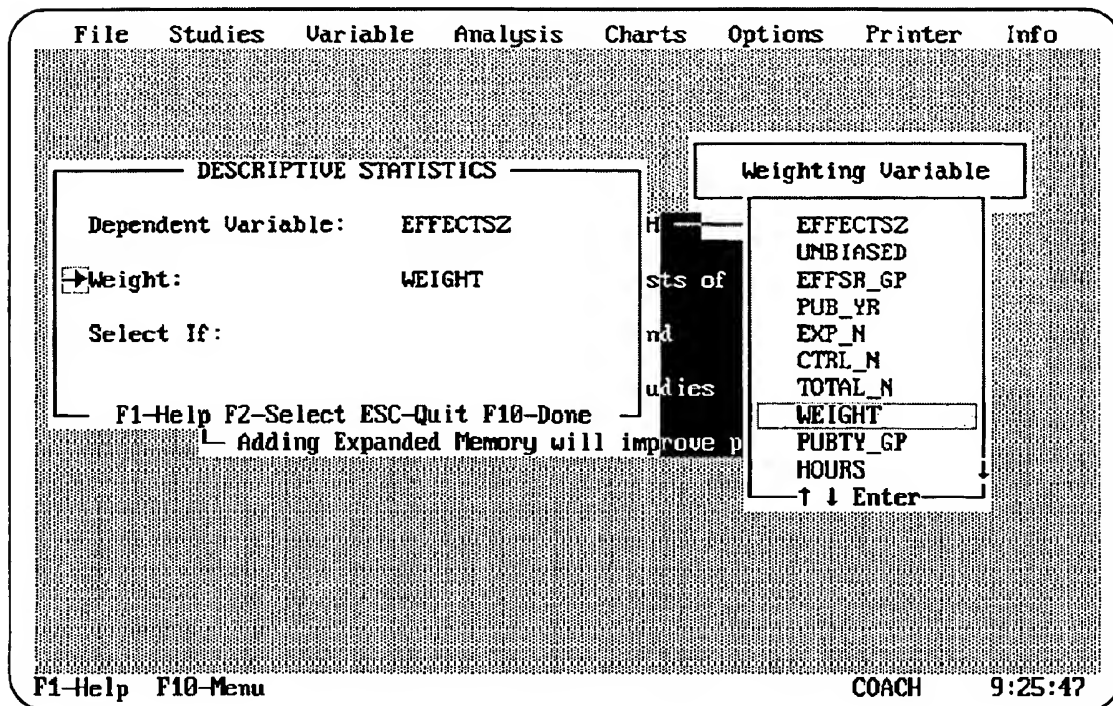 File Studies Variable Analysis Charts Options Printer Info
DESCRIPTIVE STATISTICS
Dependent Variable: EFFECTSZ
Weight: WEIGHT
Select If:
F1-Help F2-Select ESC-Quit F10-Done
H
sts of
nd
udies
Adding Expanded Memory will improve p
Weighting Variable
EFFECTSZ
UNBIASED
EFFSR_GP
PUB_YR
EXP_N
CTRL_N
TOTAL_N
WEIGHT
PUBTY_GP
HOURS
↑ ↓ Enter
F1-Help F10-Menu COACH 9:25:47